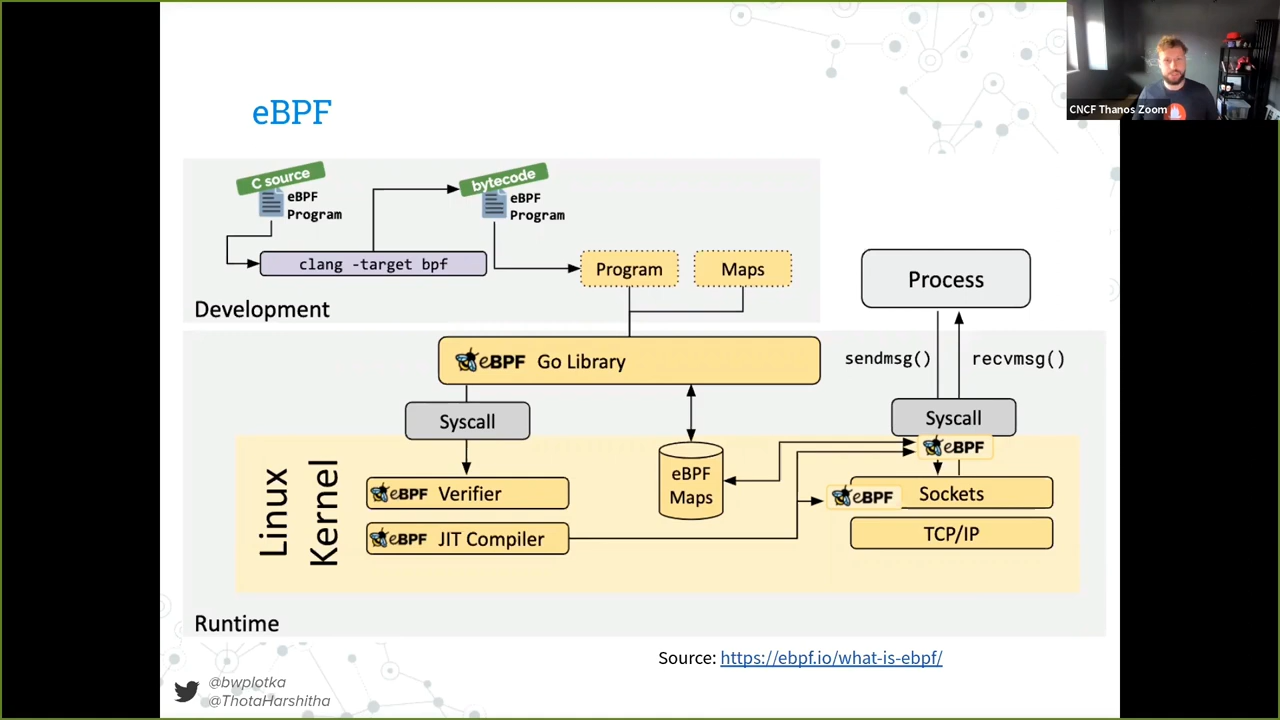 CNCF Thanos Zoom
eBPF
C source
eBPF
Program
bytecode
eBPF
Program
clang -target bpf
Program
Maps
Development
Process
eBPF Go Library
sendmsg()
recvmsg()
Syscall
Syscall
eBPF
Linux
Kernel
eBPF Verifier
eBPF
Maps
eBPF
Sockets
eBPF JIT Compiler
TCP/IP
Runtime
Source: https://ebpf.io/what-is-ebpf/
@bwplotka
@ThotaHarshitha